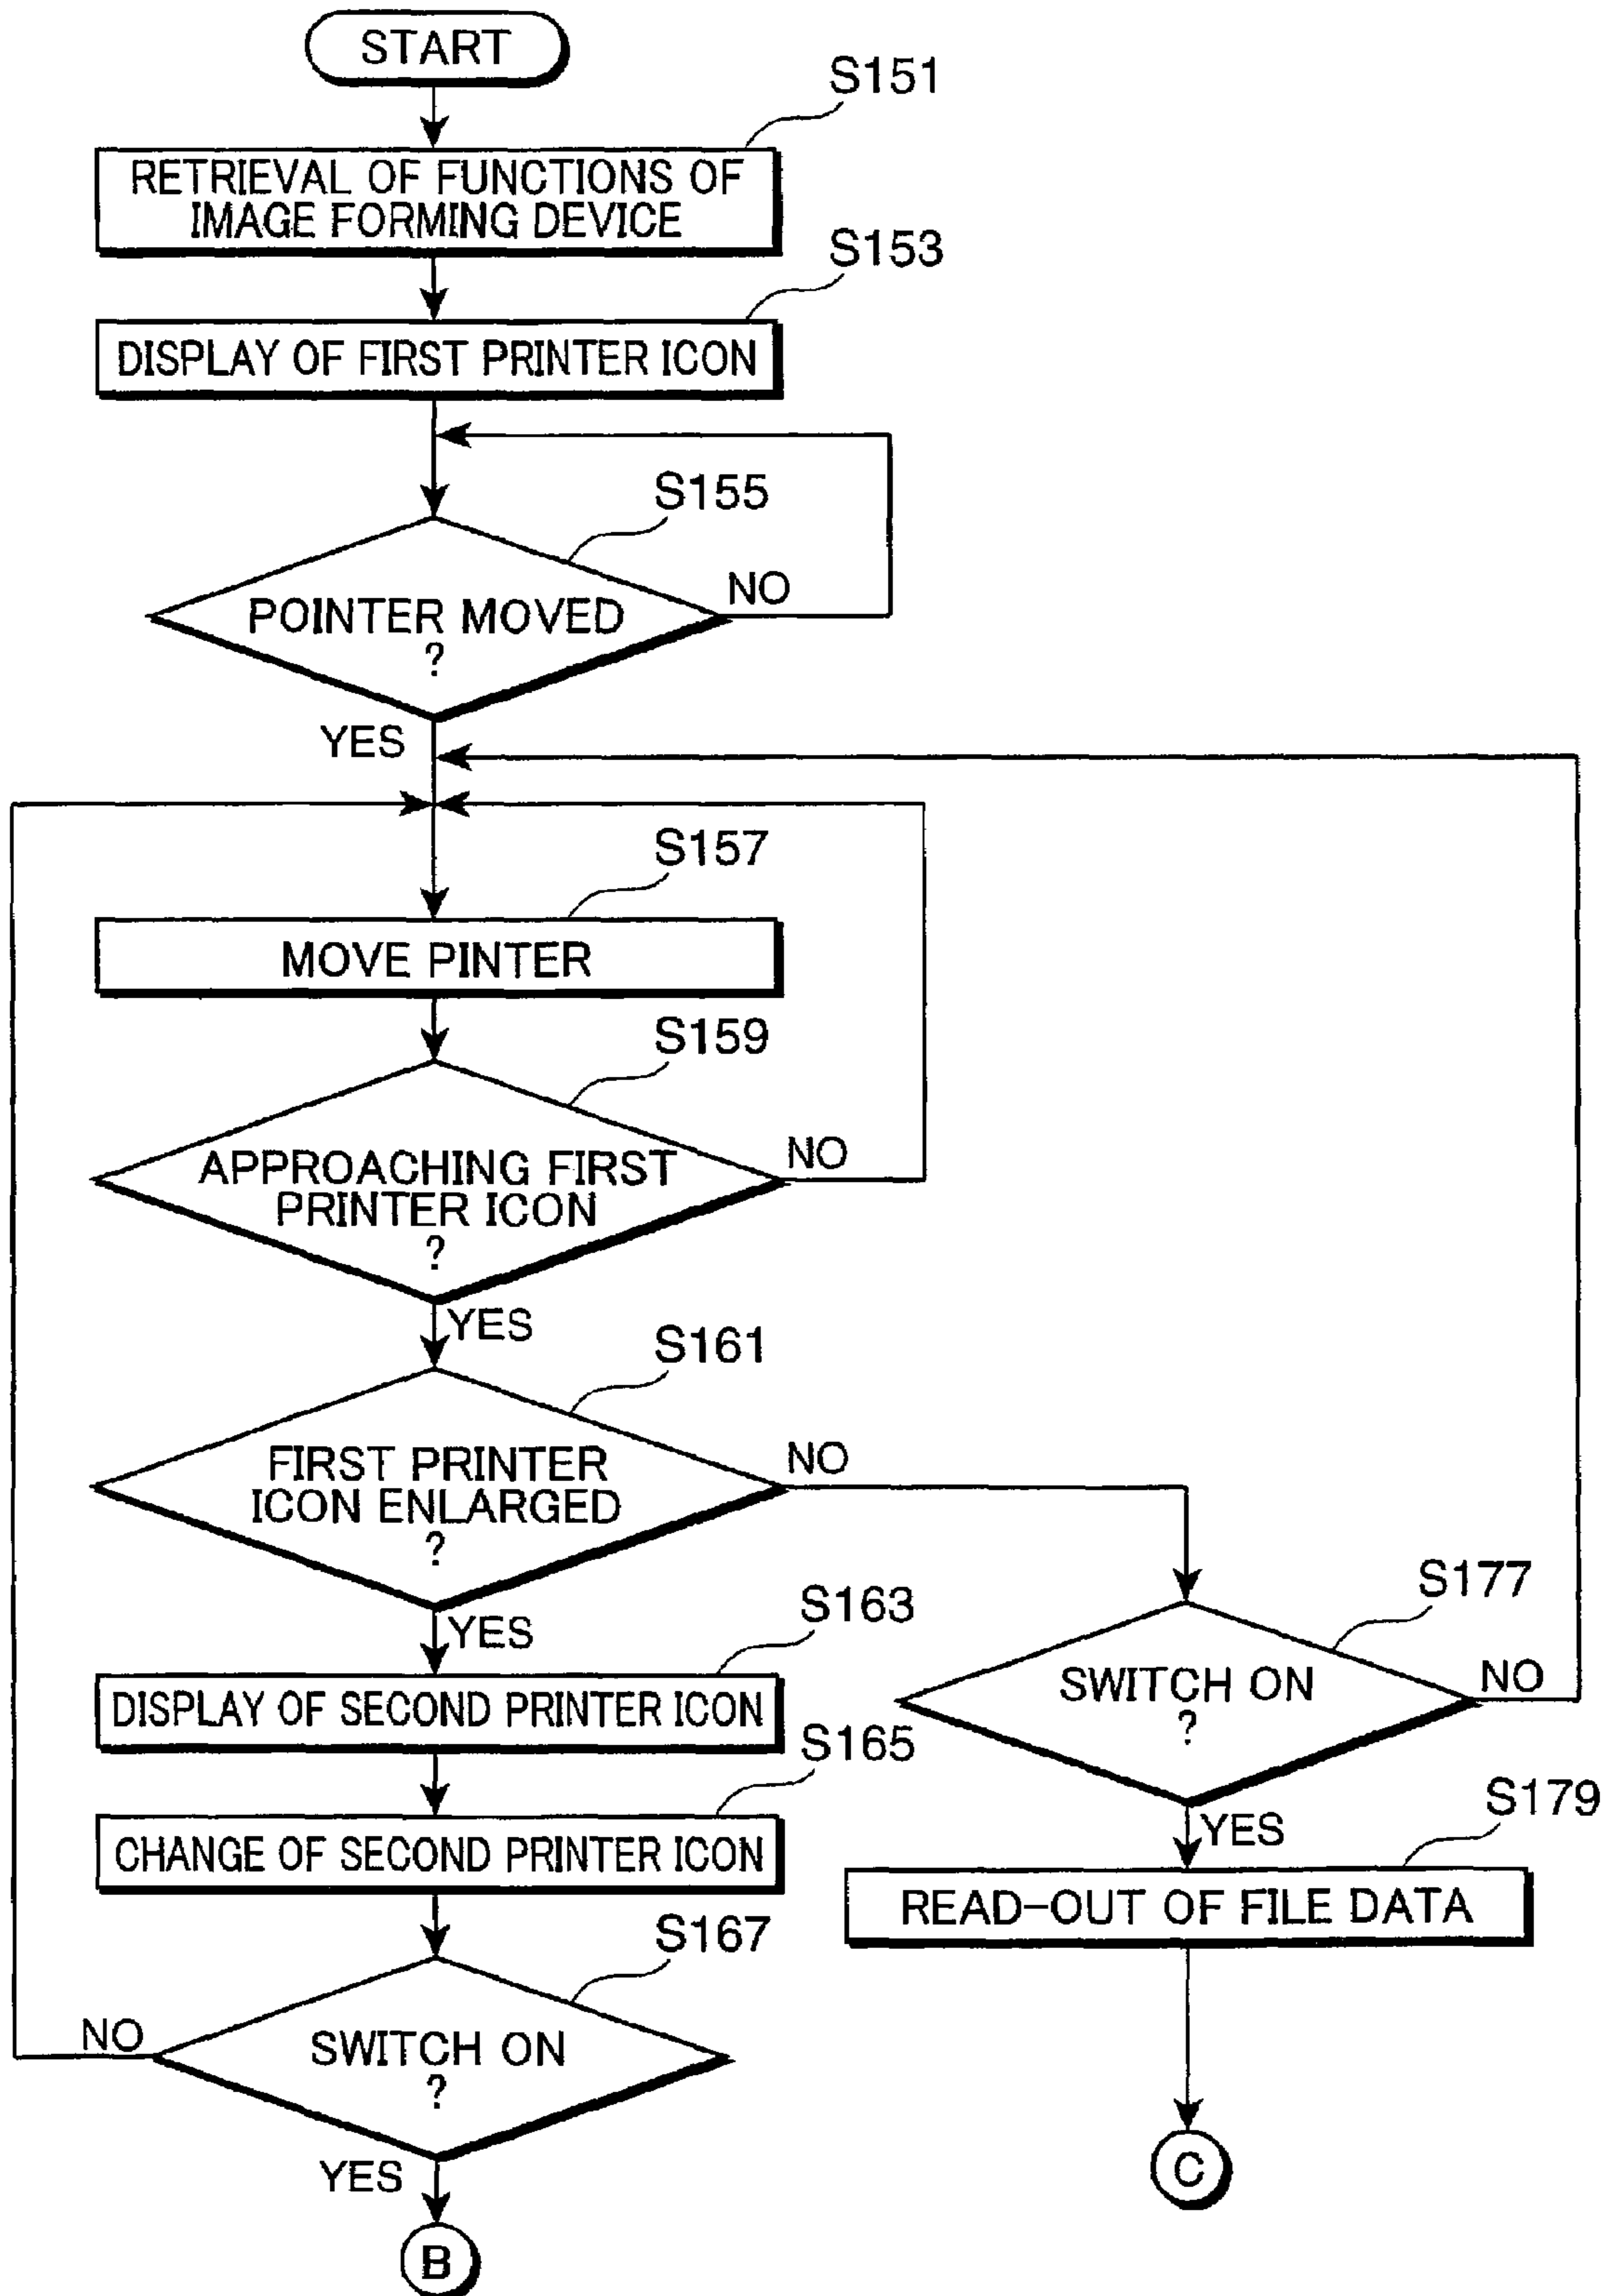 START
S151
RETRIEVAL OF FUNCTIONS OF
IMAGE FORMING DEVICE
S153
DISPLAY OF FIRST PRINTER ICON
S155
POINTER MOVED
?
NO
YES
S157
MOVE PINTER
S159
APPROACHING FIRST
PRINTER ICON
?
NO
YES
S161
FIRST PRINTER
ICON ENLARGED
?
NO
YES
S163
DISPLAY OF SECOND PRINTER ICON
S165
CHANGE OF SECOND PRINTER ICON
S167
SWITCH ON
?
NO
YES
B
S177
SWITCH ON
?
NO
YES
S179
READ-OUT OF FILE DATA
C